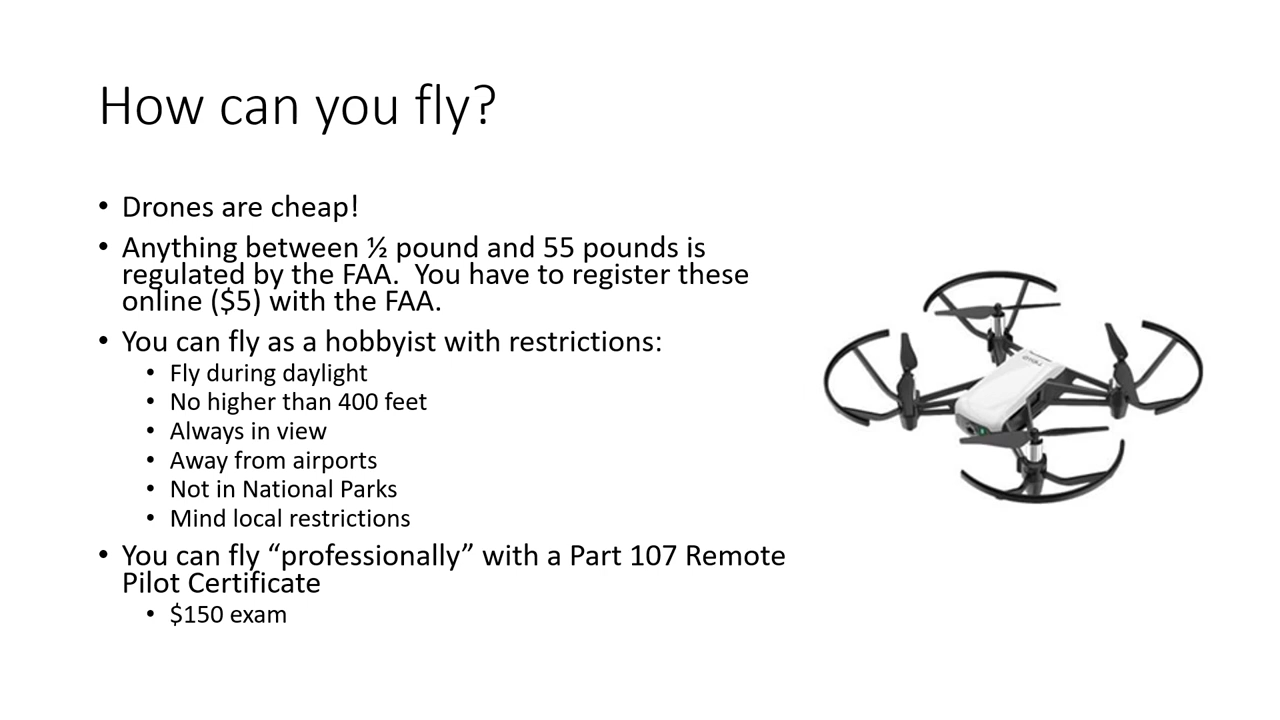 How can you fly?
• Drones are cheap!
• Anything between ½ pound and 55 pounds is
regulated by the FAA.  You have to register these
online ($5) with the FAA.
• You can fly as a hobbyist with restrictions:
• Fly during daylight
• No higher than 400 feet
• Always in view
• Away from airports
• Not in National Parks
• Mind local restrictions
• You can fly “professionally” with a Part 107 Remote
Pilot Certificate
• $150 exam